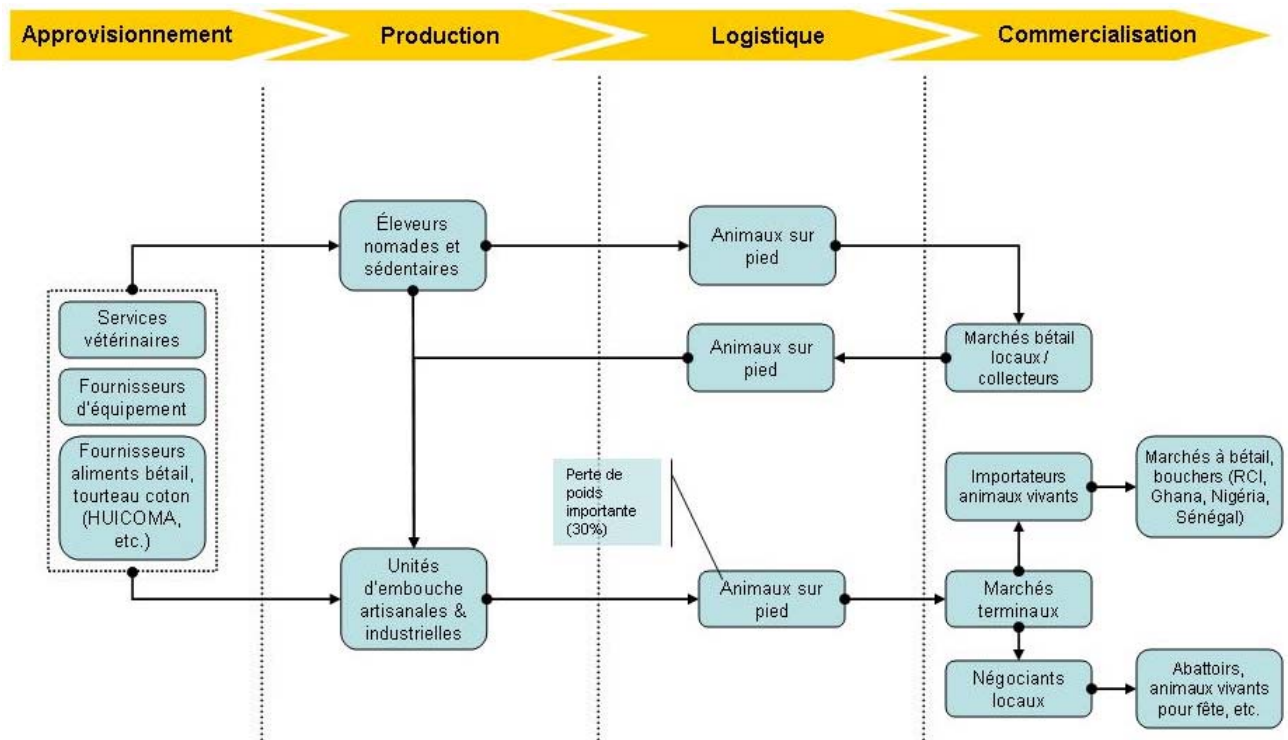 Approvisionnement
Production
Logistique
Commercialisation
Éleveurs
nomades et
sédentaires
Animaux sur
pied
Services
vétérinaires
Fournisseurs
d'équipement
Fournisseurs
aliments bétail,
tourteau coton
(HUICOMA,
etc.)
Animaux sur
pied
Marchés bétail
locaux /
collecteurs
Perte de
poids
importante
(30%)
Importateurs
animaux vivants
Marchés à bétail,
bouchers (RCI,
Ghana, Nigéria,
Sénégal)
Unités
d'embouche
artisanales &
industrielles
Animaux sur
pied
Marchés
terminaux
Négociants
locaux
Abattoirs,
animaux vivants
pour fête, etc.